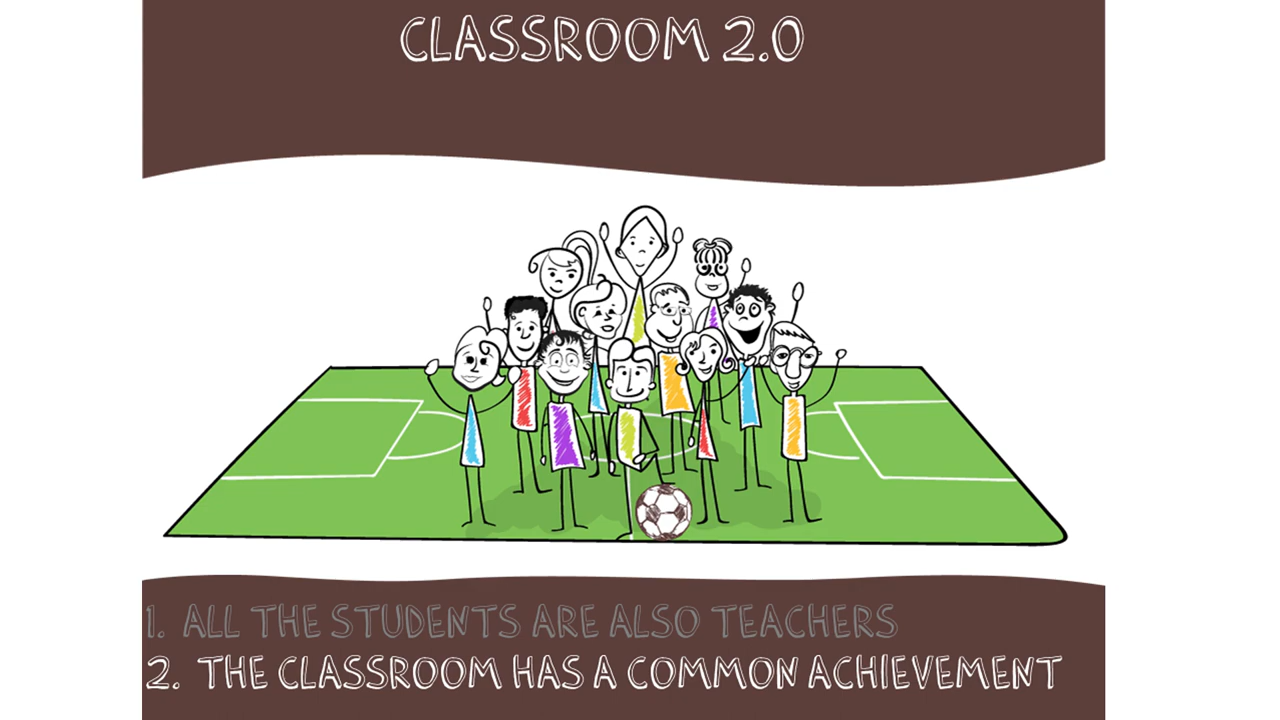 CLASSROOM 2.0
1. ALL THE STUDENTS ARE ALSO TEACHERS
2. THE CLASSROOM HAS A COMMON ACHIEVEMENT